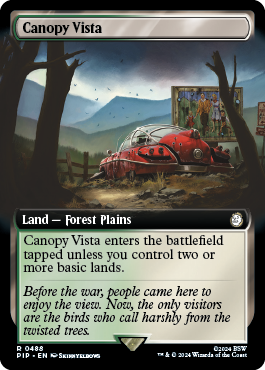 Canopy Vista
Land — Forest Plains
Canopy Vista enters the battlefield
tapped unless you control two or
more basic lands.
Before the war, people came here to
enjoy the view. Now, the only visitors
are the birds who call harshly from the
twisted trees.
R 0488
PIP • EN Skinnyelbows
©2024 BSW
™ & © 2024 Wizards of the Coast